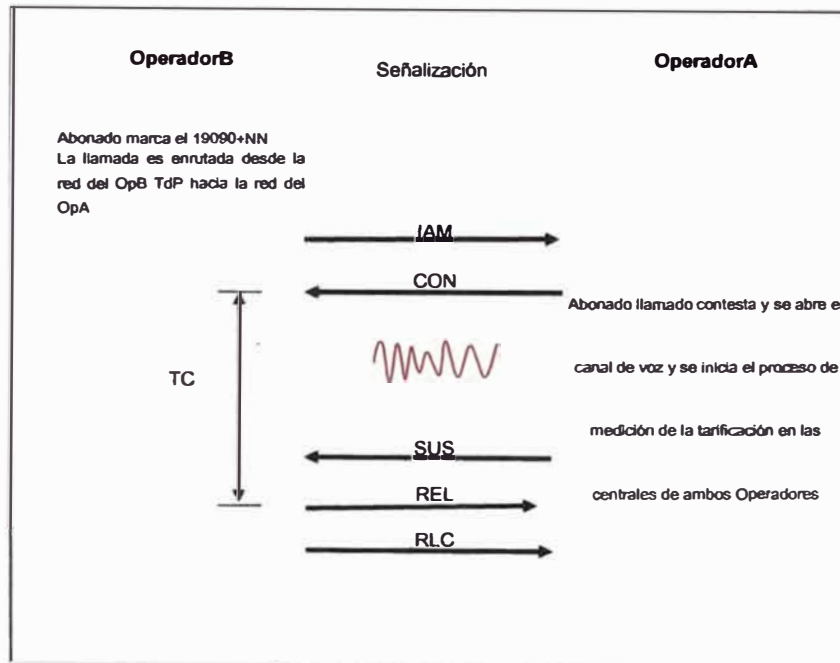 OperadorB
Señalización
OperadorA
Abonado marca el 19090+NN
La llamada es enrutada desde la
red del OpB TdP hacia la red del
OpA
IAM
CON
Abonado llamado contesta y se abre e
canal de voz y se inicia el proceso de
TC
medición de la tarificación en las
SUS
REL
centrales de ambos Operadores
RLC